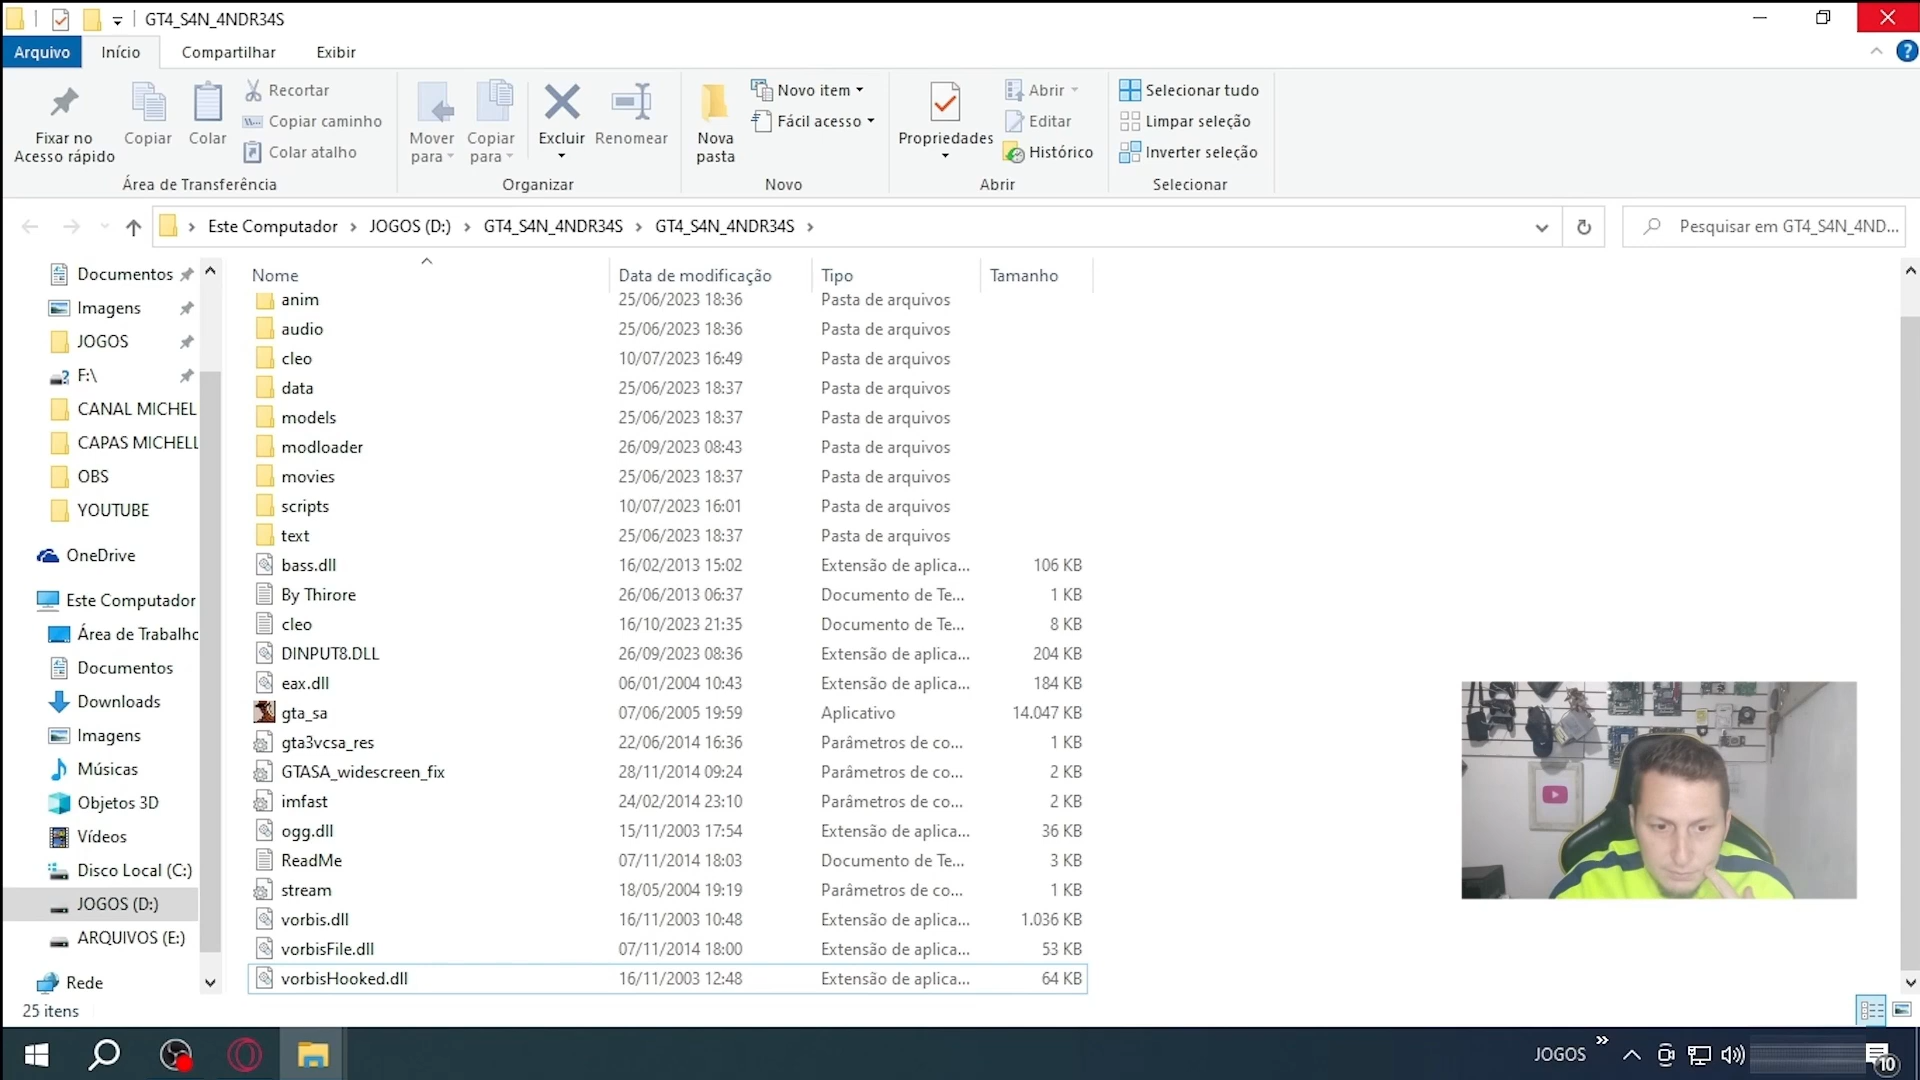 GT4_S4N_4NDR34S
Arquivo Início Compartilhar Exibir
Fixar no
Acesso rápido
Copiar
Colar
Recortar
Copiar caminho
Colar atalho
Área de Transferência
Mover
para
Copiar
para
Excluir
Renomear
Organizar
Nova
pasta
Novo item
Fácil acesso
Novo
Propriedades
Abrir
Editar
Histórico
Abrir
Selecionar tudo
Limpar seleção
Inverter seleção
Selecionar
Este Computador > JOGOS (D:) > GT4_S4N_4NDR34S > GT4_S4N_4NDR34S >
Pesquisar em GT4_S4N_4ND...
Documentos
Imagens
JOGOS
F:\
CANAL MICHEL
CAPAS MICHELL
OBS
YOUTUBE
OneDrive
Este Computador
Área de Trabalho
Documentos
Downloads
Imagens
Músicas
Objetos 3D
Vídeos
Disco Local (C:)
JOGOS (D:)
ARQUIVOS (E:)
Rede
Nome Data de modificação Tipo Tamanho
anim 25/06/2023 18:36 Pasta de arquivos
audio 25/06/2023 18:36 Pasta de arquivos
cleo 10/07/2023 16:49 Pasta de arquivos
data 25/06/2023 18:37 Pasta de arquivos
models 25/06/2023 18:37 Pasta de arquivos
modloader 26/09/2023 08:43 Pasta de arquivos
movies 25/06/2023 18:37 Pasta de arquivos
scripts 10/07/2023 16:01 Pasta de arquivos
text 25/06/2023 18:37 Pasta de arquivos
bass.dll 16/02/2013 15:02 Extensão de aplica... 106 KB
By Thirore 26/06/2013 06:37 Documento de Te... 1 KB
cleo 16/10/2023 21:35 Documento de Te... 8 KB
DINPUT8.DLL 26/09/2023 08:36 Extensão de aplica... 204 KB
eax.dll 06/01/2004 10:43 Extensão de aplica... 184 KB
gta_sa 07/06/2005 19:59 Aplicativo 14.047 KB
gta3vcsa_res 22/06/2014 16:36 Parâmetros de co... 1 KB
GTASA_widescreen_fix 28/11/2014 09:24 Parâmetros de co... 2 KB
imfast 24/02/2014 23:10 Parâmetros de co... 2 KB
ogg.dll 15/11/2003 17:54 Extensão de aplica... 36 KB
ReadMe 07/11/2014 18:03 Documento de Te... 3 KB
stream 18/05/2004 19:19 Parâmetros de co... 1 KB
vorbis.dll 16/11/2003 10:48 Extensão de aplica... 1.036 KB
vorbisFile.dll 07/11/2014 18:00 Extensão de aplica... 53 KB
vorbisHooked.dll 16/11/2003 12:48 Extensão de aplica... 64 KB
25 itens
JOGOS
10